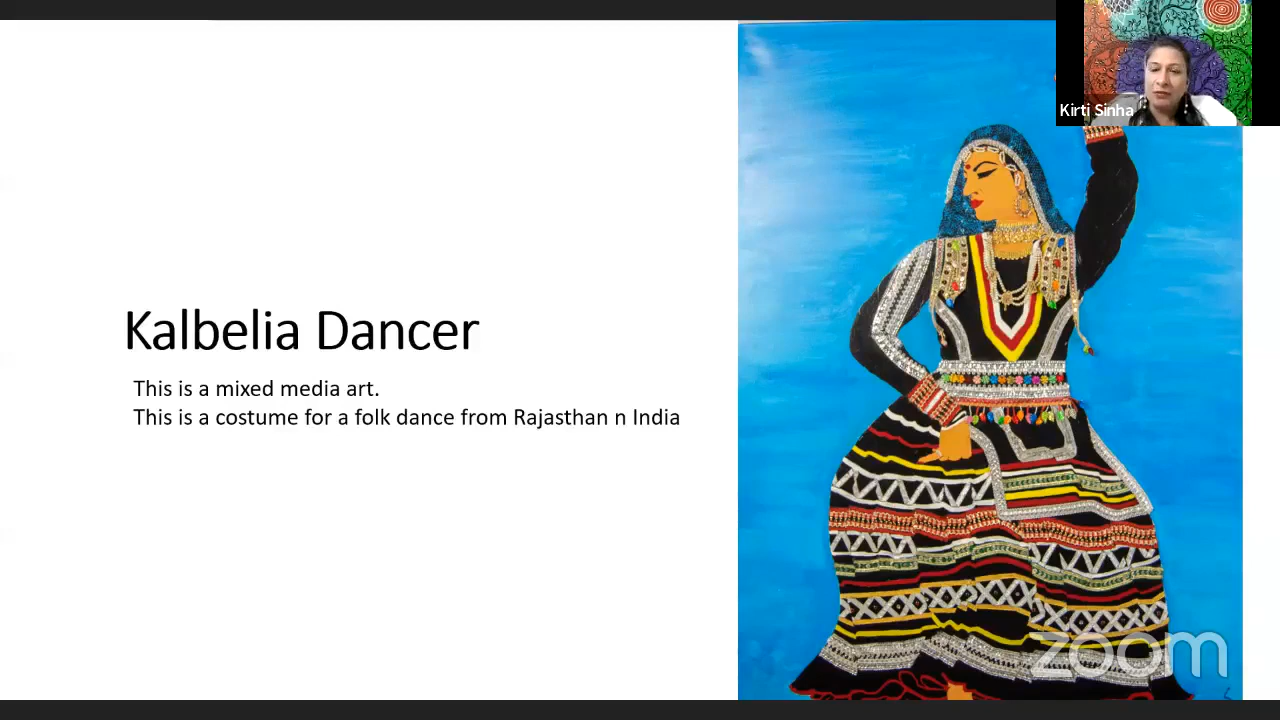 Kirti Sinha
Kalbelia Dancer
This is a mixed media art.
This is a costume for a folk dance from Rajasthan n India
zoom